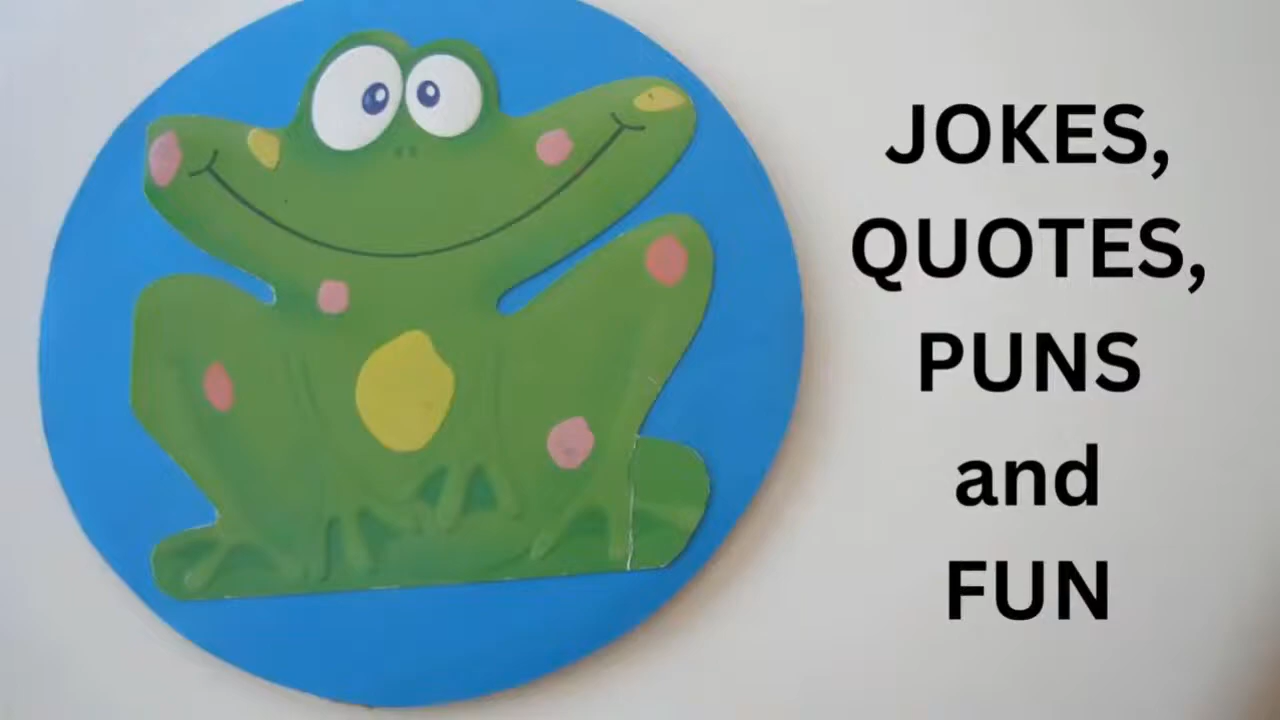 JOKES,
QUOTES,
PUNS
and
FUN